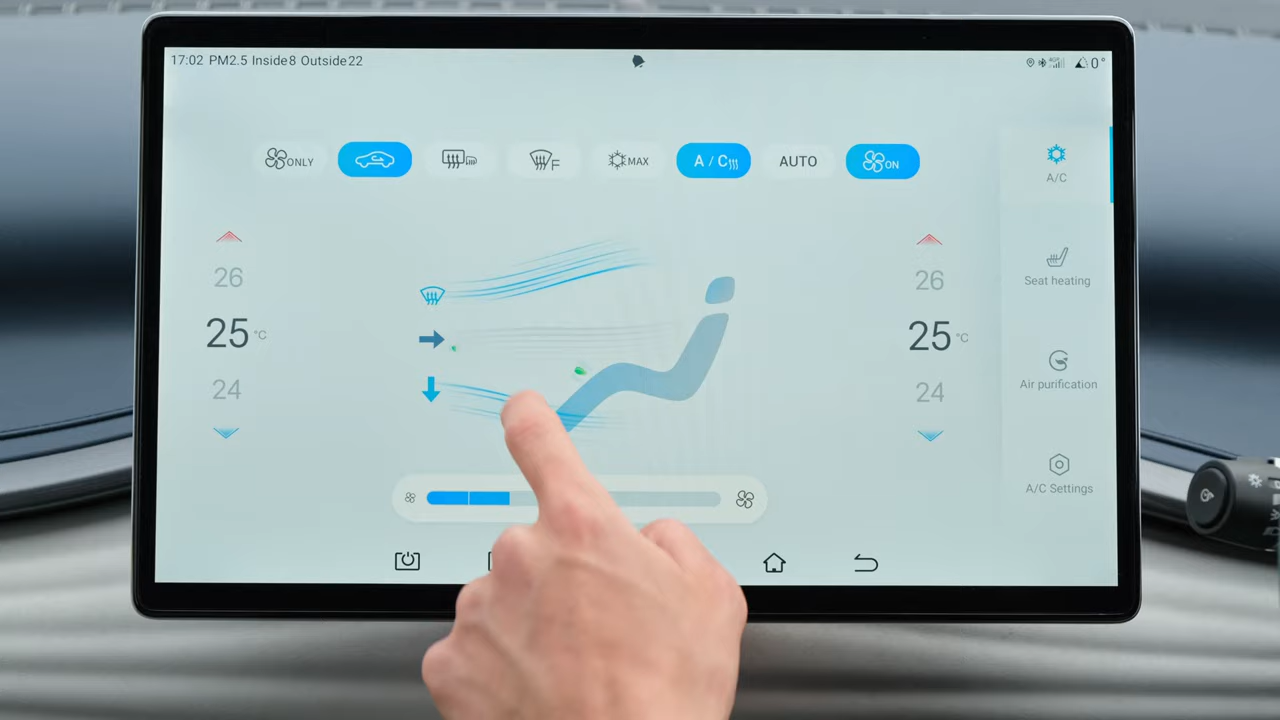 17:02 PM2.5 Inside8 Outside22
0°
ONLY
F
MAX
A / C
AUTO
ON
A/C
26
25 °C
24
26
25 °C
24
Seat heating
Air purification
A/C Settings